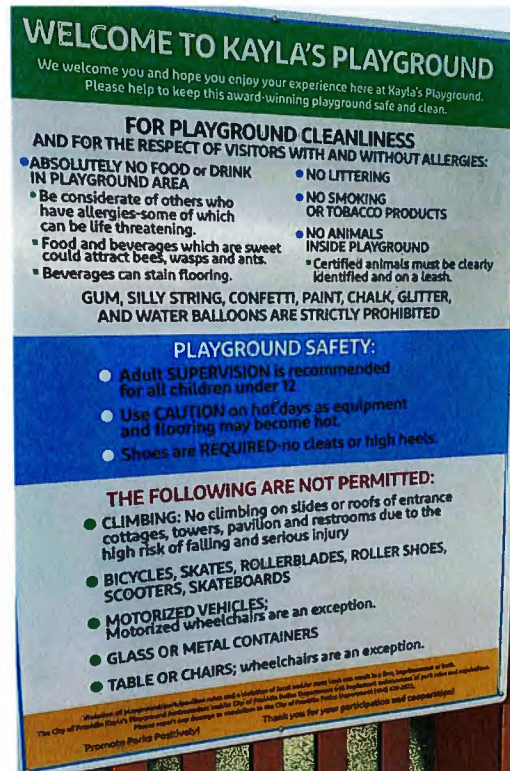 WELCOME TO KAYLA'S PLAYGROUND
We welcome you and hope you enjoy your experience here at Kayla's Playground.
Please help to keep this award-winning playground safe and clean.
FOR PLAYGROUND CLEANLINESS
AND FOR THE RESPECT OF VISITORS WITH AND WITHOUT ALLERGIES:
ABSOLUTELY NO FOOD or DRINK
IN PLAYGROUND AREA
Be considerate of others who
have allergies-some of which
can be life threatening.
Food and beverages which are sweet
could attract bees, wasps and ants.
Beverages can stain flooring.
NO LITTERING
NO SMOKING
OR TOBACCO PRODUCTS
NO ANIMALS
INSIDE PLAYGROUND
Certified animals must be clearly
identified and on a leash.
GUM, SILLY STRING, CONFETTI, PAINT, CHALK, GLITTER,
AND WATER BALLOONS ARE STRICTLY PROHIBITED
PLAYGROUND SAFETY:
Adult SUPERVISION is recommended
for all children under 12
Use CAUTION on hot days as equipment
and flooring may become hot.
Shoes are REQUIRED-no cleats or high heels.
THE FOLLOWING ARE NOT PERMITTED:
CLIMBING: No climbing on slides or roofs of entrance
cottages, towers, pavilion and restrooms due to the
high risk of falling and serious injury
BICYCLES, SKATES, ROLLERBLADES, ROLLER SHOES,
SCOOTERS, SKATEBOARDS
MOTORIZED VEHICLES;
Motorized wheelchairs are an exception.
GLASS OR METAL CONTAINERS
TABLE OR CHAIRS; wheelchairs are an exception.
Thank you for your participation and cooperation!
Promote Parks Positively!